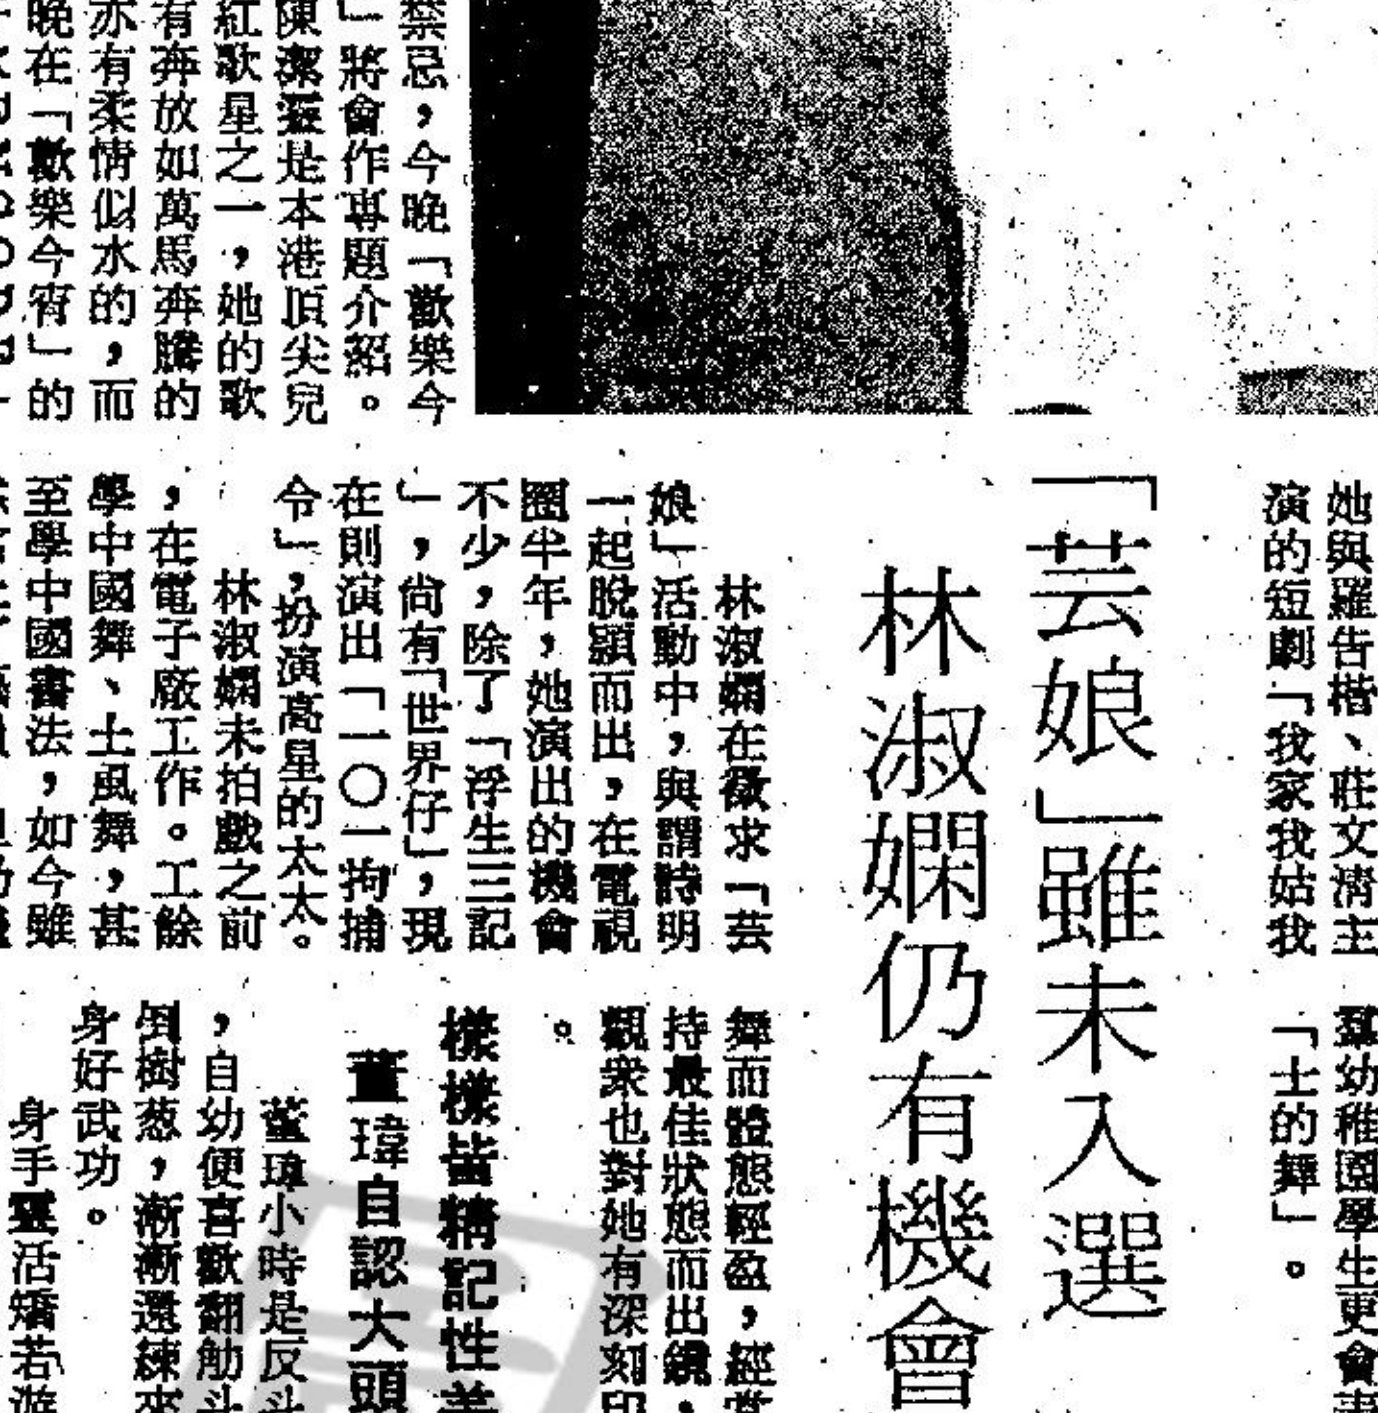 她與羅告揩、莊文清主
演的短劇「我家我姑我
「芸娘」雖未入選
林淑嫻仍有機會
林淑嫻在徵求「芸
娘」活動中，與謂詩明
一起脫穎而出，在電視
圈半年，她演出的機會
不少，除了「浮生三記
」，尚有「世界仔」，現
在則演出「一〇一拘捕
令」，扮演高星的太太。
林淑嫻未拍戲之前
，在電子廠工作。工餘
學中國舞、土風舞，甚
至學中國書法，如今雖
禁忌，今晚「歡樂今
」將會作專題介紹。
陳潔靈是本港頂尖兒
紅歌星之一，她的歌
有奔放如萬馬奔騰的
亦有柔情似水的，而
晚在「歡樂今宵」的
羣幼稚園學生更會
「士的舞」。
舞而體態輕盈，經常
持最佳狀態而出鏡，
觀衆也對她有深刻印
。
樣樣皆精記性差
董瑋自認大頭
董瑋小時是反斗
，自幼便喜歡翻觔斗
倒樹葱，漸漸還練來
身好武功。
身手靈活矯若游